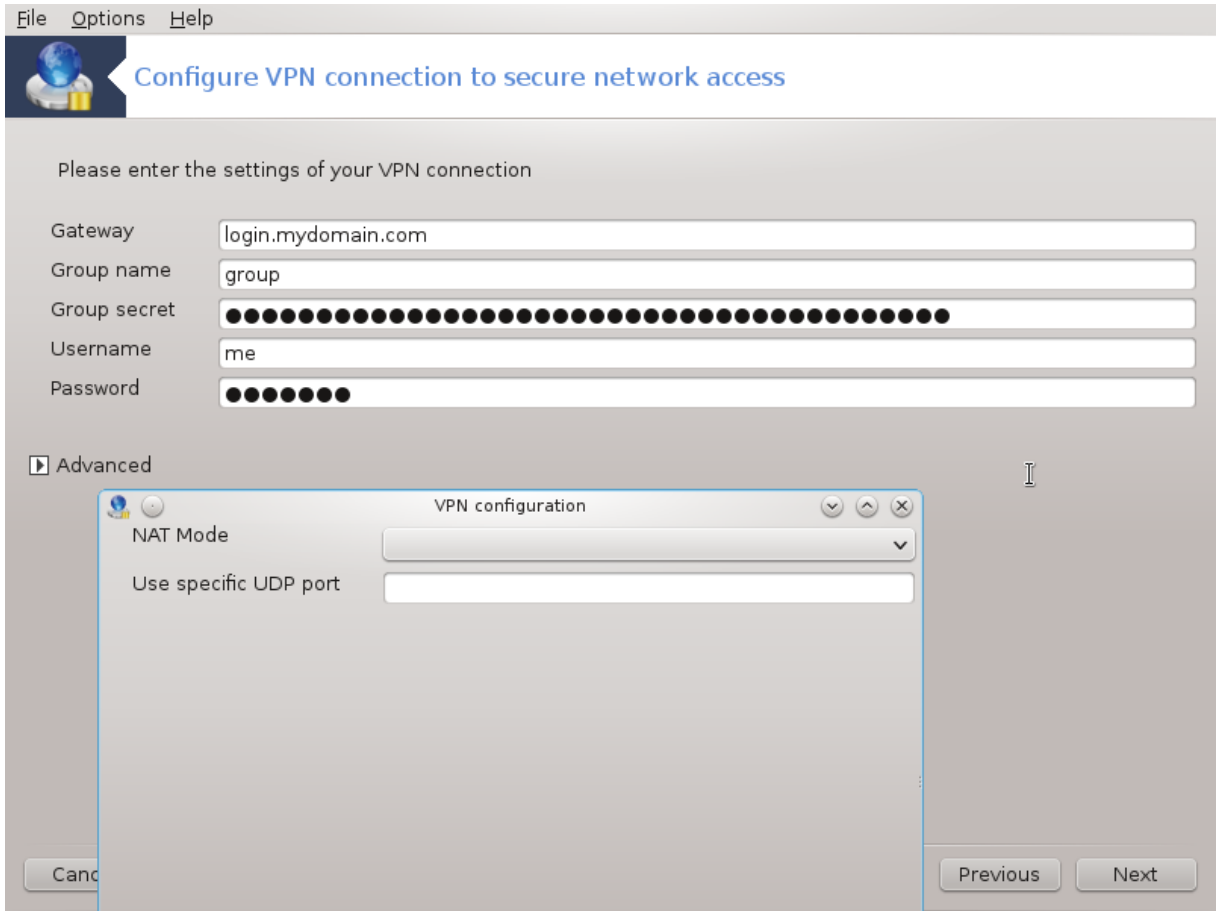 File Options Help
Configure VPN connection to secure network access
Please enter the settings of your VPN connection
Gateway login.mydomain.com
Group name group
Group secret ●●●●●●●●●●●●●●●●●●●●●●●●●●●●●●●●●●●●●●●●
Username me
Password ●●●●●●●
Advanced
VPN configuration
NAT Mode
Use specific UDP port
Previous Next